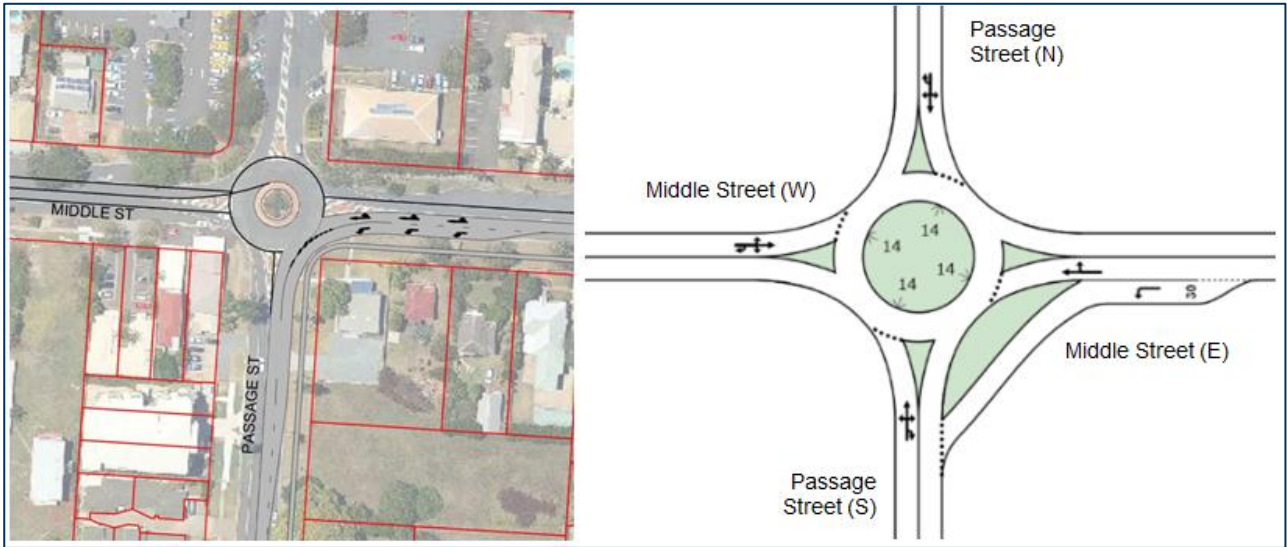 MIDDLE ST
PASSAGE ST
Passage
Street (N)
Middle Street (W)
14
14
14
14
30
Middle Street (E)
Passage
Street (S)